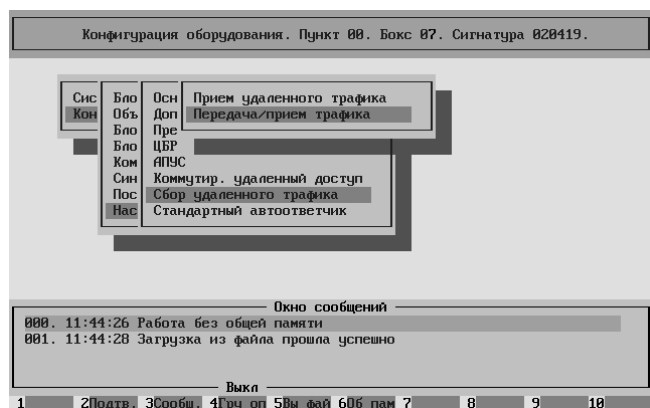 Конфигурация оборудования. Пункт 00. Бокс 07. Сигнатура 020419.
Сис Бло Осн Прием удаленного трафика
Кон Объ Доп Передача/прием трафика
Бло Пре
Бло ЦБР
Ком АПУС
Син Коммутир. удаленный доступ
Пос Сбор удаленного трафика
Нас Стандартный автоответчик
Окно сообщений
000. 11:44:26 Работа без общей памяти
001. 11:44:28 Загрузка из файла прошла успешно
Выкл
1 2Подтв. 3Сообщ. 4Гру оп 5Вы фай 6Об пам 7 8 9 10